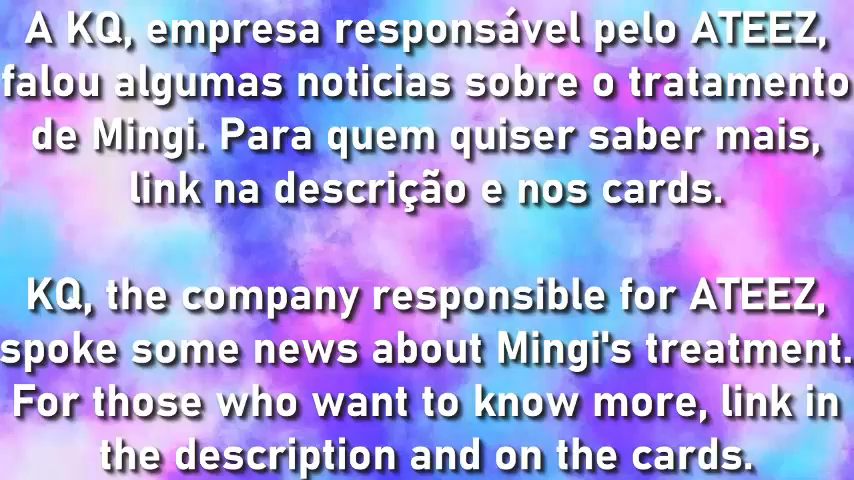 A KQ, empresa responsável pelo ATEEZ,
falou algumas noticias sobre o tratamento
de Mingi. Para quem quiser saber mais,
link na descrição e nos cards.
KQ, the company responsible for ATEEZ,
spoke some news about Mingi's treatment.
For those who want to know more, link in
the description and on the cards.